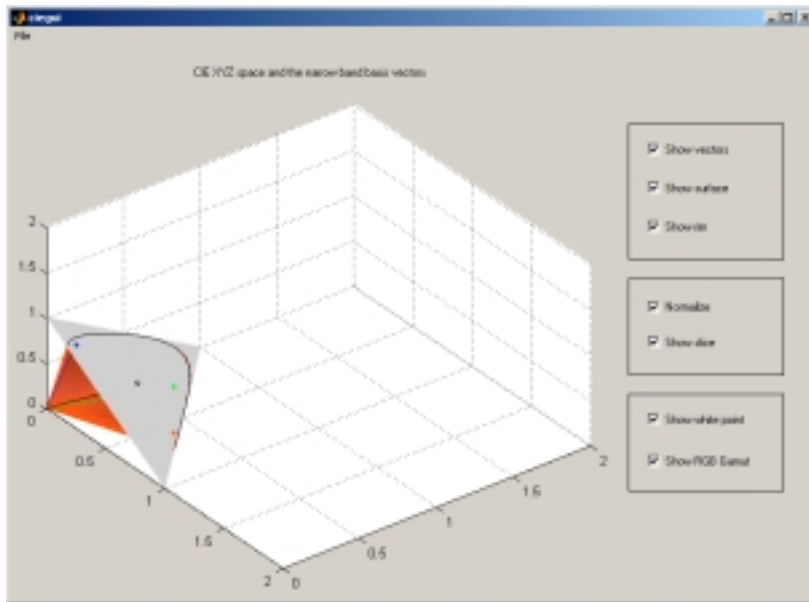 ciegui
File
CIE XYZ space and the narrow band basis vectors
Show vectors
Show surface
Show rim
Normalize
Show slice
Show white point
Show RGB Gamut
2
1.5
1
0.5
0
0
0.5
1
1.5
2
0
0.5
1
1.5
2